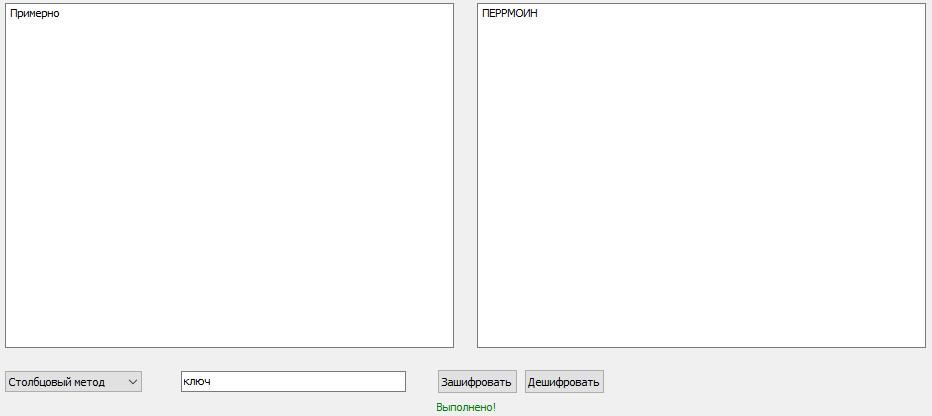 Примерно
ПЕРРМОИН
Столбцовый метод
ключ
Зашифровать
Дешифровать
Выполнено!